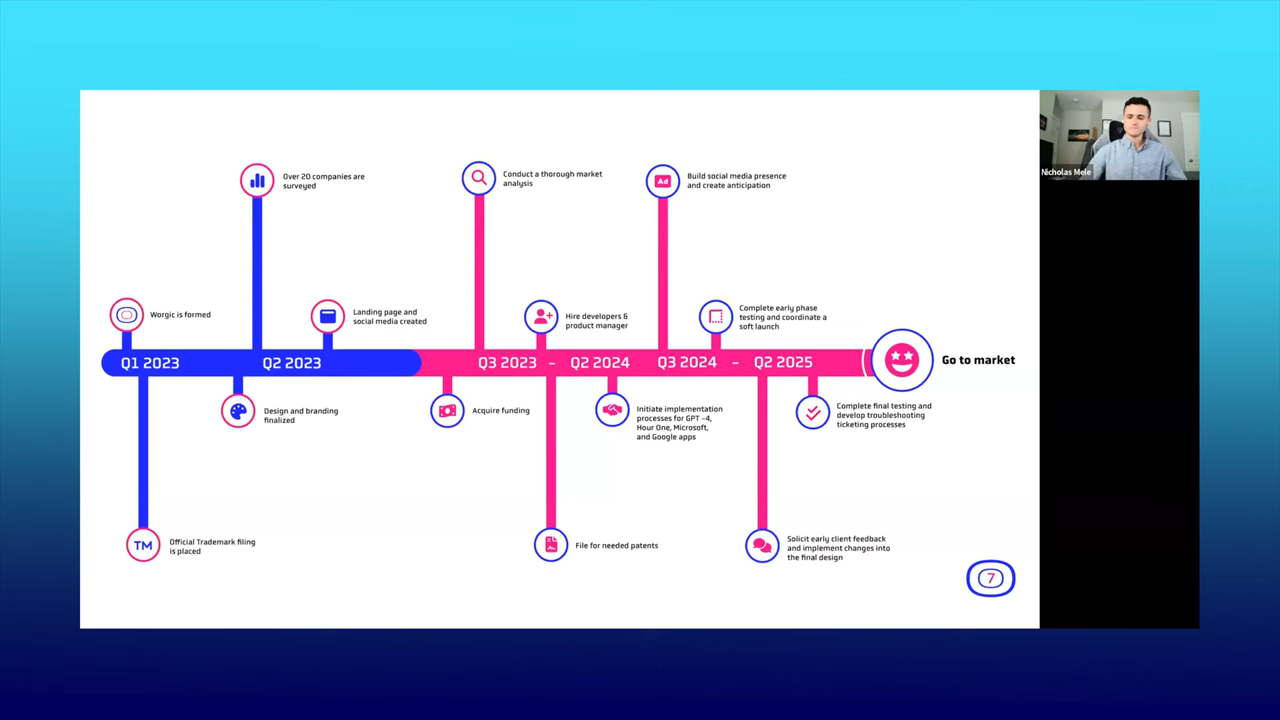 Over 20 companies are
surveyed
Conduct a thorough market
analysis
Ad
Build social media presence
and create anticipation
Nicholas Mele
Worgic is formed
Landing page and
social media created
Hire developers &
product manager
Complete early phase
testing and coordinate a
soft launch
Q1 2023
Q2 2023
Q3 2023 – Q2 2024
Q3 2024 – Q2 2025
Go to market
Design and branding
finalized
Acquire funding
Initiate implementation
processes for GPT -4,
Hour One, Microsoft,
and Google apps
Complete final testing and
develop troubleshooting
ticketing processes
TM
Official Trademark filing
is placed
File for needed patents
Solicit early client feedback
and implement changes into
the final design
7